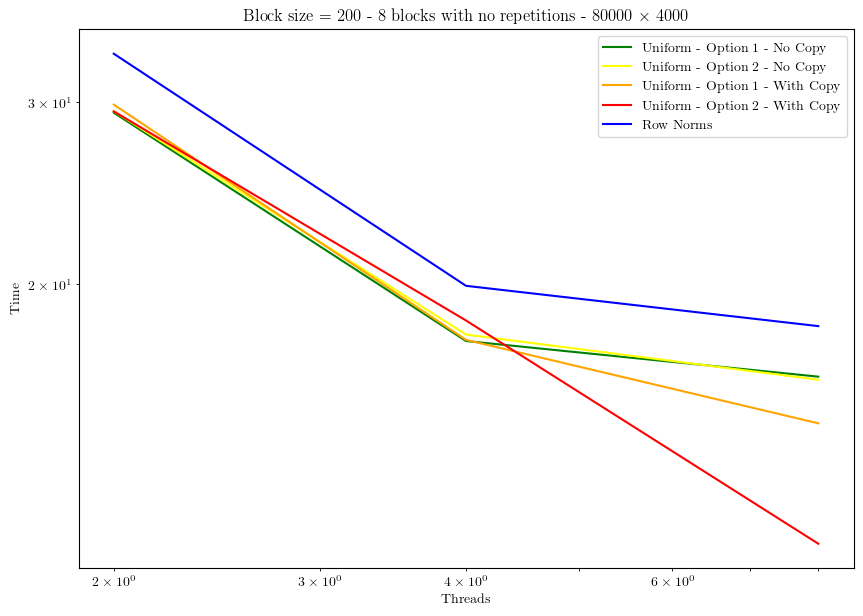 Block size = 200 - 8 blocks with no repetitions - 80000 × 4000
Uniform - Option 1 - No Copy
Uniform - Option 2 - No Copy
Uniform - Option 1 - With Copy
Uniform - Option 2 - With Copy
Row Norms
3 × 10¹
2 × 10¹
Time
2 × 10⁰
3 × 10⁰
4 × 10⁰
6 × 10⁰
Threads